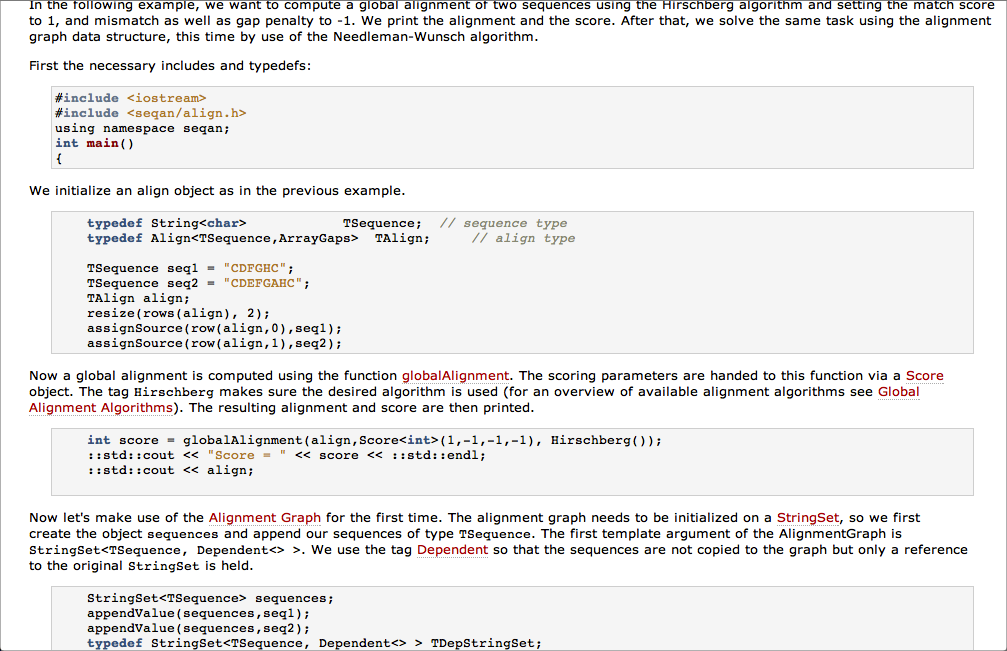 In the following example, we want to compute a global alignment of two sequences using the Hirschberg algorithm and setting the match score
to 1, and mismatch as well as gap penalty to -1. We print the alignment and the score. After that, we solve the same task using the alignment
graph data structure, this time by use of the Needleman-Wunsch algorithm.
First the necessary includes and typedefs:
#include <iostream>
#include <seqan/align.h>
using namespace seqan;
int main()
{
We initialize an align object as in the previous example.
typedef String<char> TSequence; // sequence type
typedef Align<TSequence,ArrayGaps> TAlign; // align type
TSequence seq1 = "CDFGHC";
TSequence seq2 = "CDEFGAHC";
TAlign align;
resize(rows(align), 2);
assignSource(row(align,0),seq1);
assignSource(row(align,1),seq2);
Now a global alignment is computed using the function globalAlignment. The scoring parameters are handed to this function via a Score
object. The tag Hirschberg makes sure the desired algorithm is used (for an overview of available alignment algorithms see Global
Alignment Algorithms). The resulting alignment and score are then printed.
int score = globalAlignment(align,Score<int>(1,-1,-1,-1), Hirschberg());
::std::cout << "Score = " << score << ::std::endl;
::std::cout << align;
Now let's make use of the Alignment Graph for the first time. The alignment graph needs to be initialized on a StringSet, so we first
create the object sequences and append our sequences of type TSequence. The first template argument of the AlignmentGraph is
StringSet<TSequence, Dependent<> >. We use the tag Dependent so that the sequences are not copied to the graph but only a reference
to the original StringSet is held.
StringSet<TSequence> sequences;
appendValue(sequences,seq1);
appendValue(sequences,seq2);
typedef StringSet<TSequence, Dependent<> > TDepStringSet;